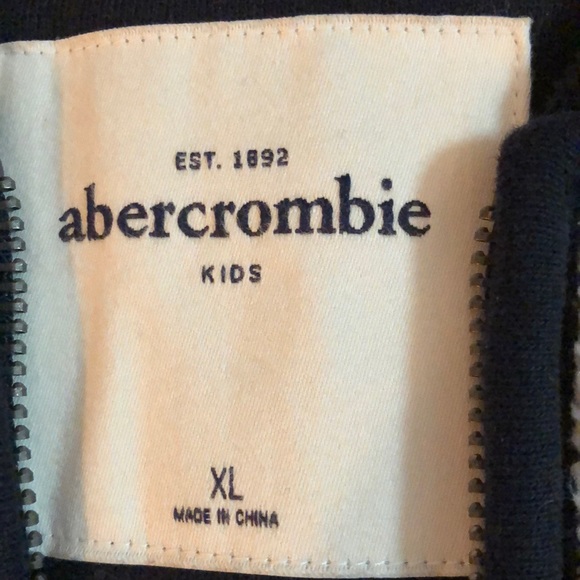 EST. 1892
abercrombie
KIDS
XL
MADE IN CHINA